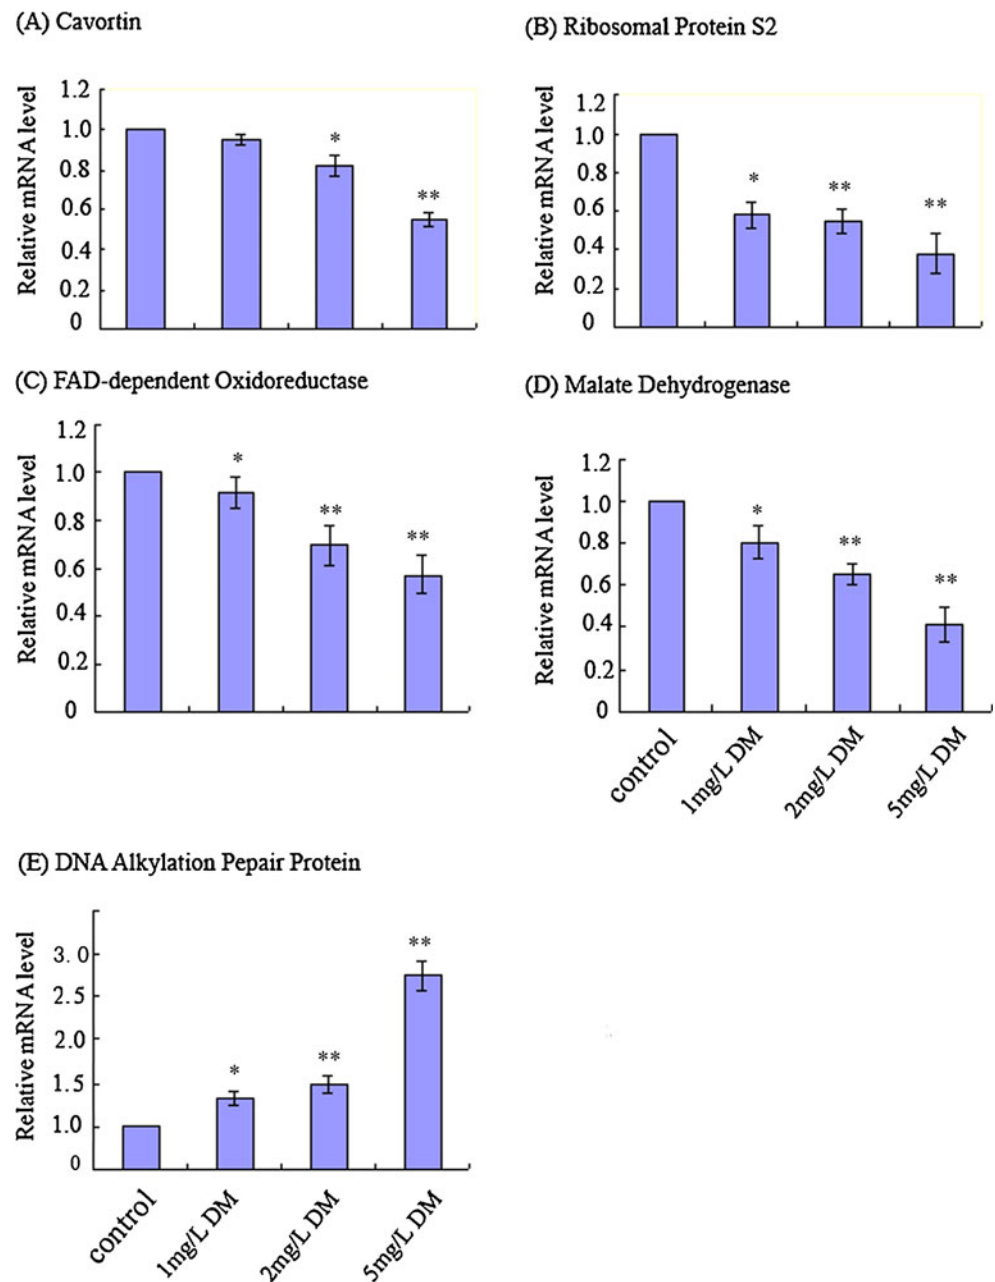 (A) Cavortin
Relative mRNA level
1.2
1.0
0.8
0.6
0.4
0.2
0
*
**
(B) Ribosomal Protein S2
Relative mRNA level
1.2
1.0
0.8
0.6
0.4
0.2
0
*
**
**
(C) FAD-dependent Oxidoreductase
Relative mRNA level
1.2
1.0
0.8
0.6
0.4
0.2
0
*
**
**
(D) Malate Dehydrogenase
Relative mRNA level
1.2
1.0
0.8
0.6
0.4
0.2
0
*
**
**
control
1mg/L DM
2mg/L DM
5mg/L DM
(E) DNA Alkylation Pepair Protein
Relative mRNA level
3.0
2.5
2.0
1.5
1.0
0
*
**
**
control
1mg/L DM
2mg/L DM
5mg/L DM